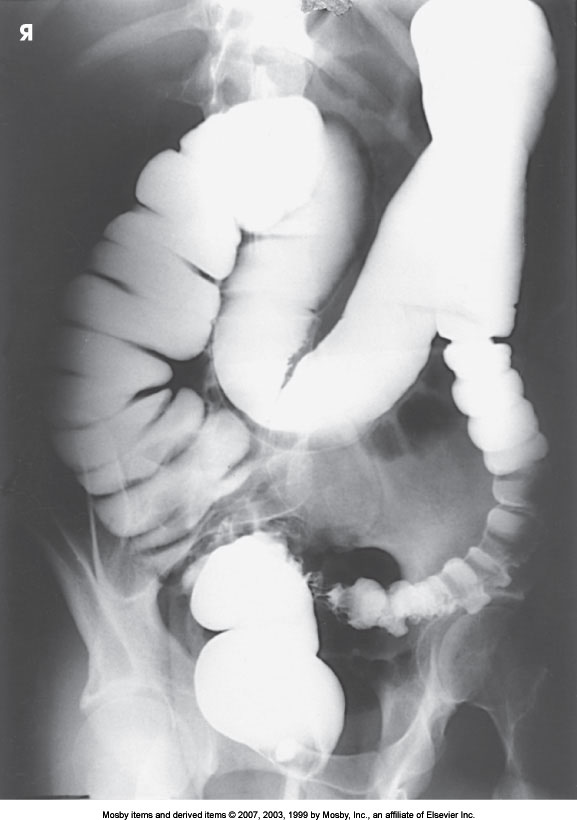 R
Mosby items and derived items © 2007, 2003, 1999 by Mosby, Inc., an affiliate of Elsevier Inc.